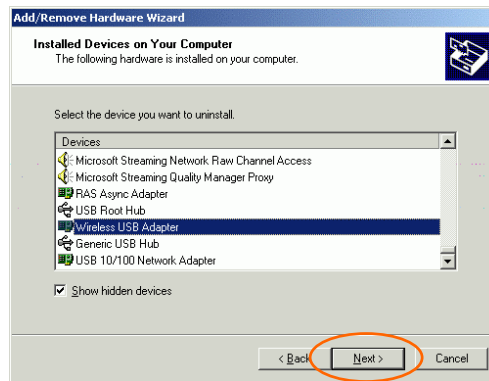 Add/Remove Hardware Wizard
Installed Devices on Your Computer
The following hardware is installed on your computer.
Select the device you want to uninstall.
Devices
Microsoft Streaming Network Raw Channel Access
Microsoft Streaming Quality Manager Proxy
RAS Async Adapter
USB Root Hub
Wireless USB Adapter
Generic USB Hub
USB 10/100 Network Adapter
Show hidden devices
< Back Next > Cancel